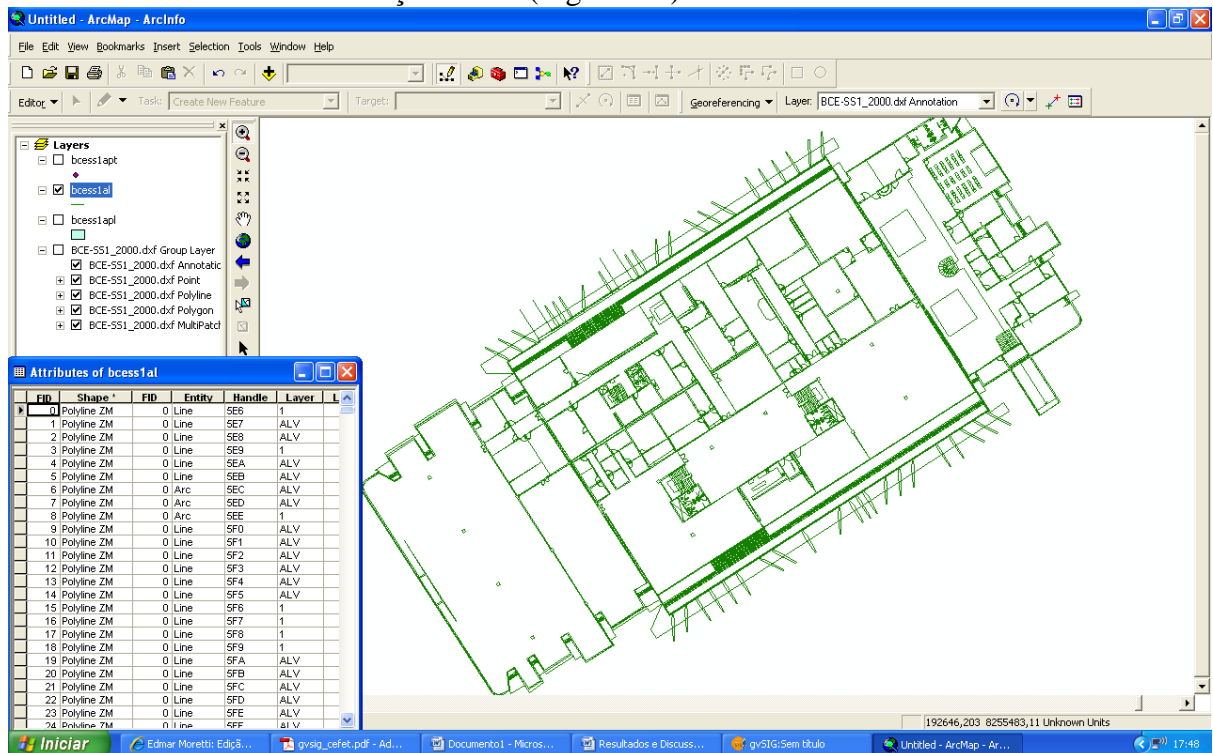 Untitled - ArcMap - ArcInfo
File Edit View Bookmarks Insert Selection Tools Window Help
Editor Task: Create New Feature Target: Georeferencing Layer: BCE-SS1_2000.dxf Annotation
Layers
bcess1apt
bcess1al
bcess1apl
BCE-SS1_2000.dxf Group Layer
BCE-SS1_2000.dxf Annotatic
BCE-SS1_2000.dxf Point
BCE-SS1_2000.dxf Polyline
BCE-SS1_2000.dxf Polygon
BCE-SS1_2000.dxf MultiPatcl
Attributes of bcess1al
FID Shape * FID Entity Handle Layer L
0 Polyline ZM 0 Line 5E6 1
1 Polyline ZM 0 Line 5E7 ALV
2 Polyline ZM 0 Line 5E8 ALV
3 Polyline ZM 0 Line 5E9 1
4 Polyline ZM 0 Line 5EA ALV
5 Polyline ZM 0 Line 5EB ALV
6 Polyline ZM 0 Arc 5EC ALV
7 Polyline ZM 0 Arc 5ED ALV
8 Polyline ZM 0 Arc 5EE 1
9 Polyline ZM 0 Line 5F0 ALV
10 Polyline ZM 0 Line 5F1 ALV
11 Polyline ZM 0 Line 5F2 ALV
12 Polyline ZM 0 Line 5F3 ALV
13 Polyline ZM 0 Line 5F4 ALV
14 Polyline ZM 0 Line 5F5 ALV
15 Polyline ZM 0 Line 5F6 1
16 Polyline ZM 0 Line 5F7 1
17 Polyline ZM 0 Line 5F8 1
18 Polyline ZM 0 Line 5F9 1
19 Polyline ZM 0 Line 5FA ALV
20 Polyline ZM 0 Line 5FB ALV
21 Polyline ZM 0 Line 5FC ALV
22 Polyline ZM 0 Line 5FD ALV
23 Polyline ZM 0 Line 5FE ALV
24 Polyline ZM 0 Line 5FF ALV
192646,203 8255483,11 Unknown Units
Iniciar Edmar Moretti: Ediçã... gvsig_cefet.pdf - Ad... Documento1 - Micros... Resultados e Discuss... gvSIG:Sem título Untitled - ArcMap - Ar... 17:48